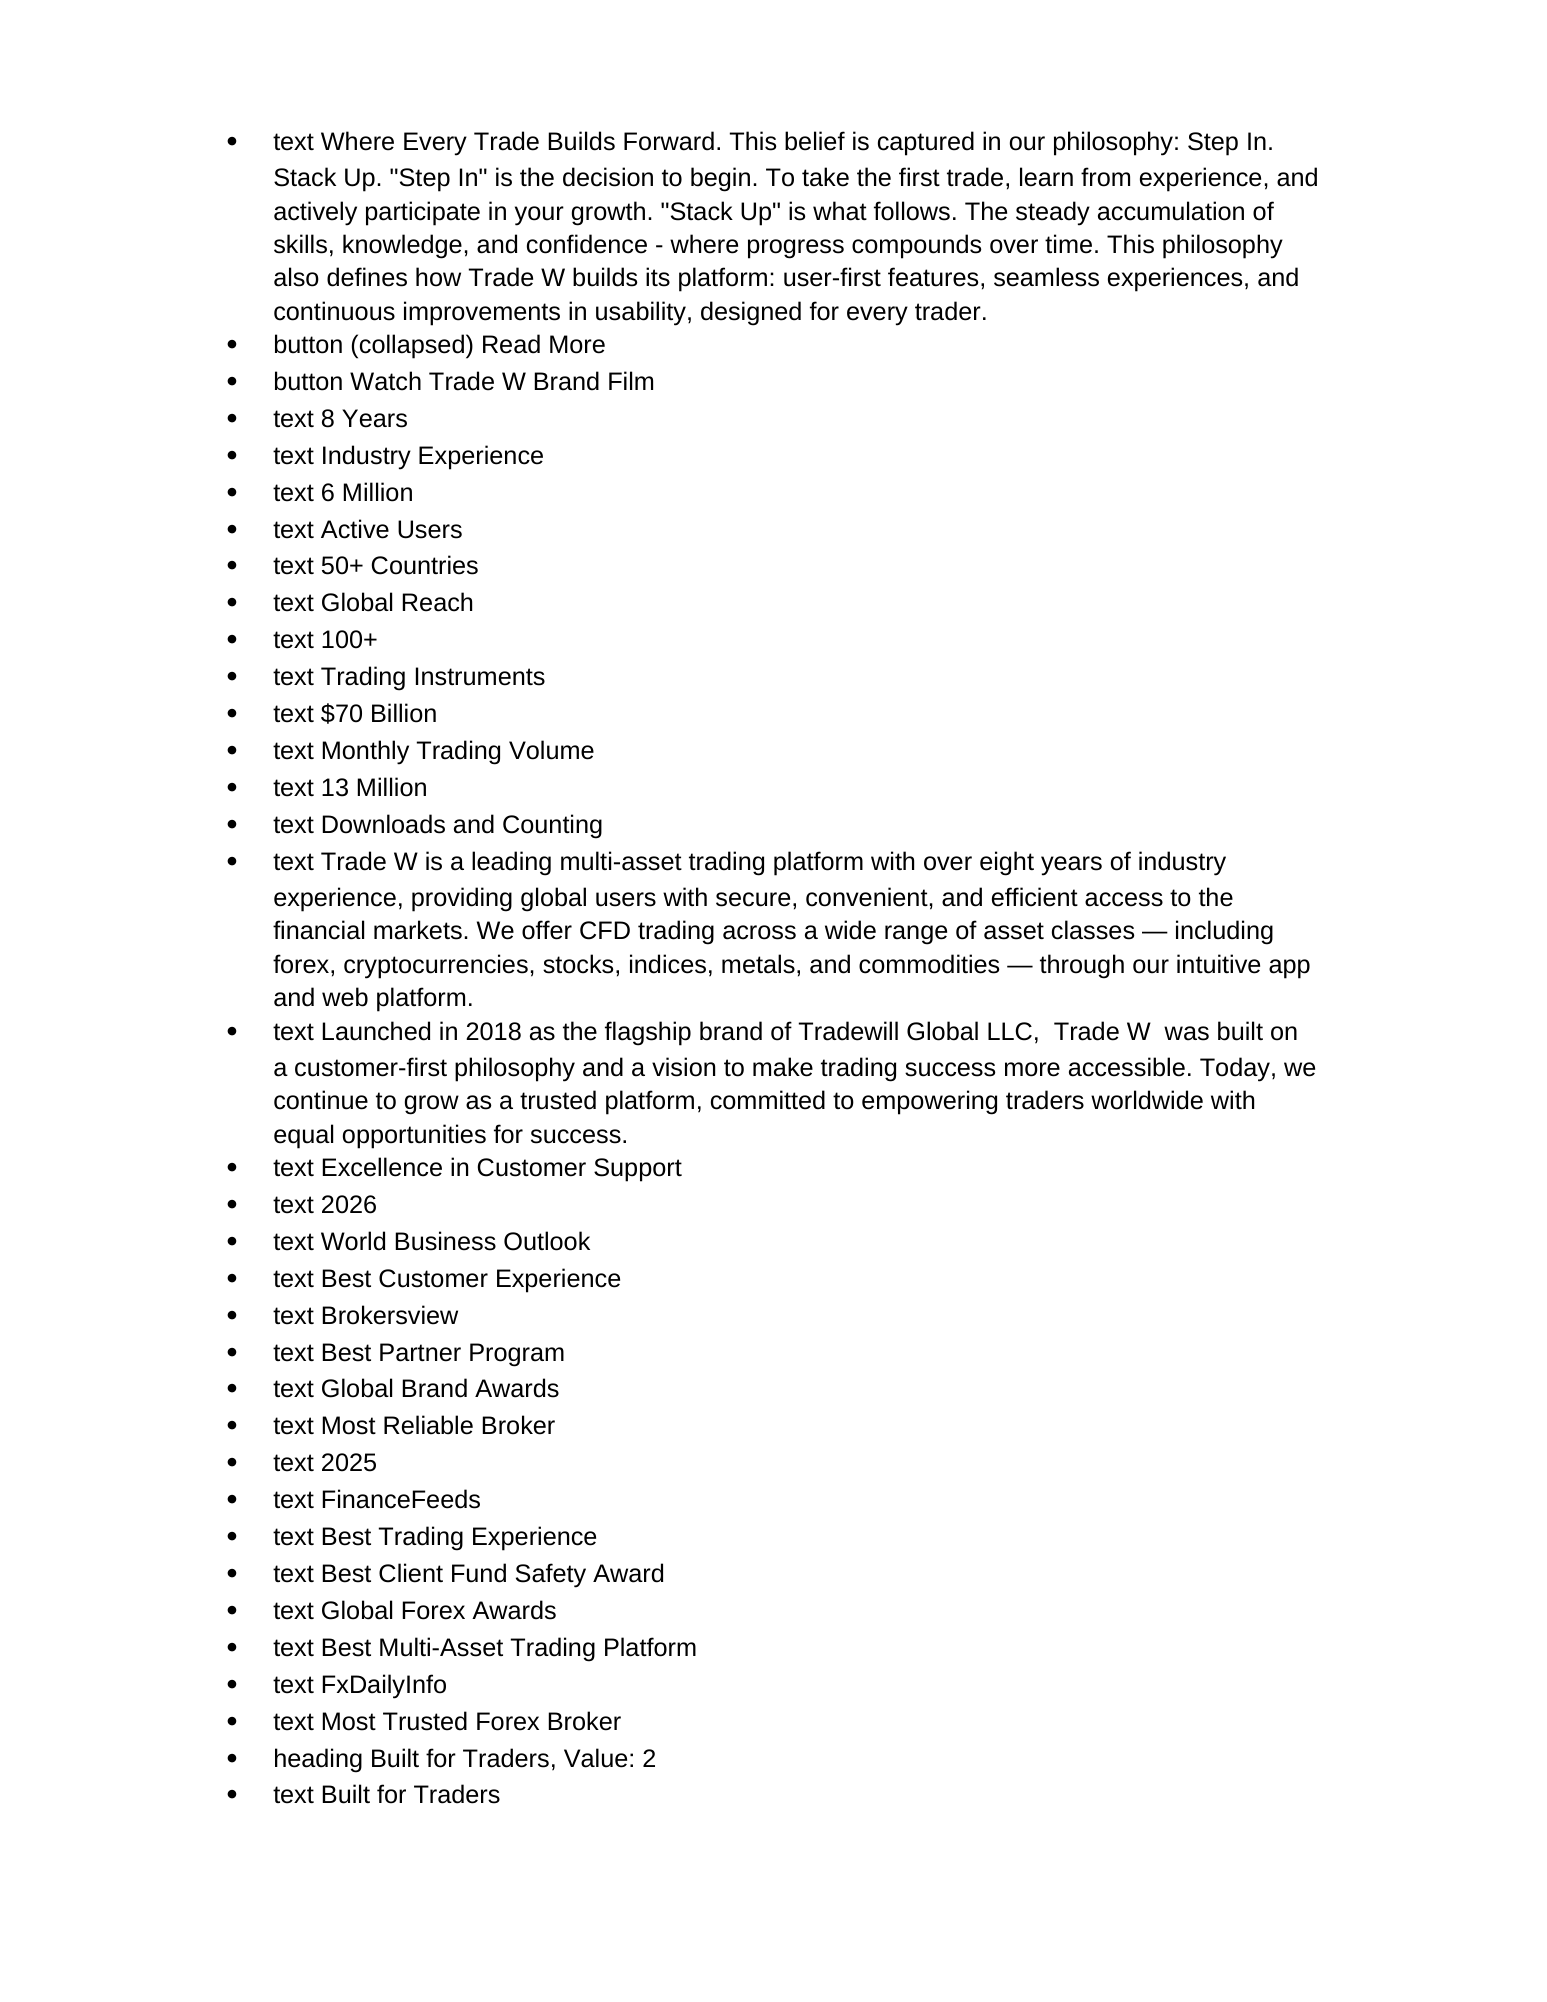 • text Where Every Trade Builds Forward. This belief is captured in our philosophy: Step In.
Stack Up. "Step In" is the decision to begin. To take the first trade, learn from experience, and
actively participate in your growth. "Stack Up" is what follows. The steady accumulation of
skills, knowledge, and confidence - where progress compounds over time. This philosophy
also defines how Trade W builds its platform: user-first features, seamless experiences, and
continuous improvements in usability, designed for every trader.
• button (collapsed) Read More
• button Watch Trade W Brand Film
• text 8 Years
• text Industry Experience
• text 6 Million
• text Active Users
• text 50+ Countries
• text Global Reach
• text 100+
• text Trading Instruments
• text $70 Billion
• text Monthly Trading Volume
• text 13 Million
• text Downloads and Counting
• text Trade W is a leading multi-asset trading platform with over eight years of industry
experience, providing global users with secure, convenient, and efficient access to the
financial markets. We offer CFD trading across a wide range of asset classes — including
forex, cryptocurrencies, stocks, indices, metals, and commodities — through our intuitive app
and web platform.
• text Launched in 2018 as the flagship brand of Tradewill Global LLC,  Trade W  was built on
a customer-first philosophy and a vision to make trading success more accessible. Today, we
continue to grow as a trusted platform, committed to empowering traders worldwide with
equal opportunities for success.
• text Excellence in Customer Support
• text 2026
• text World Business Outlook
• text Best Customer Experience
• text Brokersview
• text Best Partner Program
• text Global Brand Awards
• text Most Reliable Broker
• text 2025
• text FinanceFeeds
• text Best Trading Experience
• text Best Client Fund Safety Award
• text Global Forex Awards
• text Best Multi-Asset Trading Platform
• text FxDailyInfo
• text Most Trusted Forex Broker
• heading Built for Traders, Value: 2
• text Built for Traders